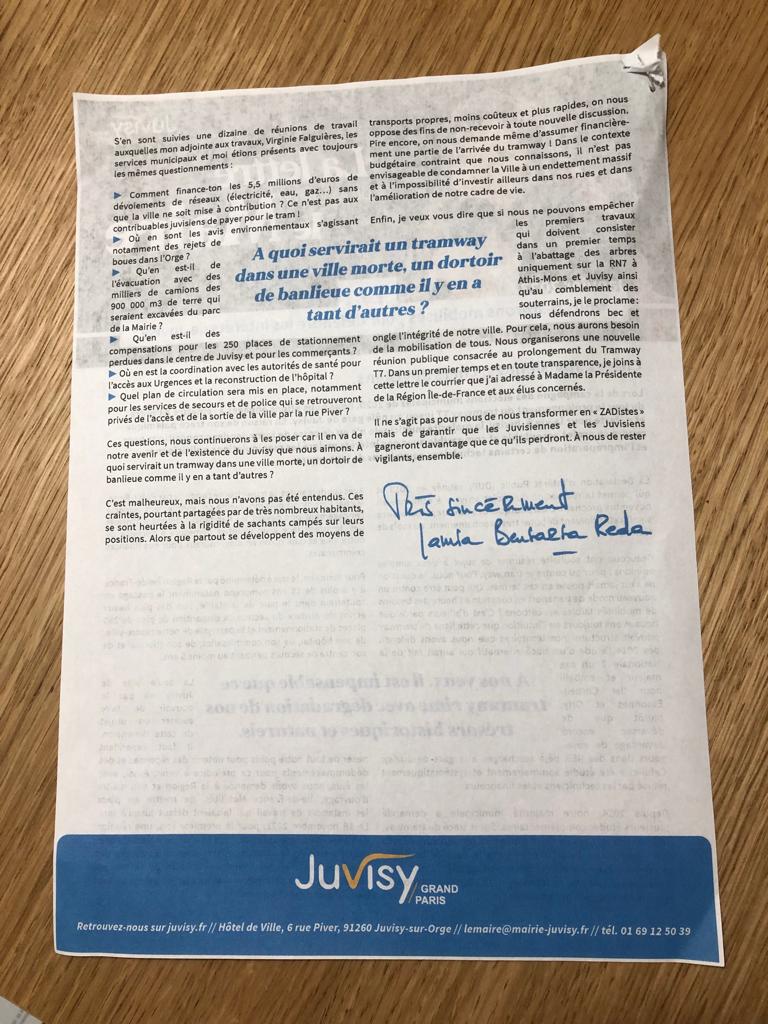 S'en sont suivies une dizaine de réunions de travail
auxquelles mon adjointe aux travaux, Virginie Falguières, les
services municipaux et moi étions présents avec toujours
les mêmes questionnements :
► Comment finance-ton les 5,5 millions d'euros de
dévoiements de réseaux (électricité, eau, gaz...) sans
que la ville ne soit mise à contribution ? Ce n'est pas aux
contribuables juvisiens de payer pour le tram !
► Où en sont les avis environnementaux s'agissant
notamment des rejets de
boues dans l'Orge ?
► Qu'en est-il de
l'évacuation avec des
milliers de camions des
900 000 m3 de terre qui
seraient excavées du parc
de la Mairie ?
► Qu'en est-il des
compensations pour les 250 places de stationnement
perdues dans le centre de Juvisy et pour les commerçants ?
► Où en est la coordination avec les autorités de santé pour
l'accès aux Urgences et la reconstruction de l'hôpital ?
► Quel plan de circulation sera mis en place, notamment
pour les services de secours et de police qui se retrouveront
privés de l'accès et de la sortie de la ville par la rue Piver ?
Ces questions, nous continuerons à les poser car il en va de
notre avenir et de l'existence du Juvisy que nous aimons. À
quoi servirait un tramway dans une ville morte, un dortoir de
banlieue comme il y en a tant d'autres ?
C'est malheureux, mais nous n'avons pas été entendus. Ces
craintes, pourtant partagées par de très nombreux habitants,
se sont heurtées à la rigidité de sachants campés sur leurs
positions. Alors que partout se développent des moyens de
A quoi servirait un tramway
dans une ville morte, un dortoir
de banlieue comme il y en a
tant d'autres ?
transports propres, moins coûteux et plus rapides, on nous
oppose des fins de non-recevoir à toute nouvelle discussion.
Pire encore, on nous demande même d'assumer financière-
ment une partie de l'arrivée du tramway ! Dans le contexte
budgétaire contraint que nous connaissons, il n'est pas
envisageable de condamner la Ville à un endettement massif
et à l'impossibilité d'investir ailleurs dans nos rues et dans
l'amélioration de notre cadre de vie.
Enfin, je veux vous dire que si nous ne pouvons empêcher
les premiers travaux
qui doivent consister
dans un premier temps
à l'abattage des arbres
uniquement sur la RN7 à
Athis-Mons et Juvisy ainsi
qu'au comblement des
souterrains, je le proclame:
nous défendrons bec et
ongle l'intégrité de notre ville. Pour cela, nous aurons besoin
de la mobilisation de tous. Nous organiserons une nouvelle
réunion publique consacrée au prolongement du Tramway
T7. Dans un premier temps et en toute transparence, je joins à
cette lettre le courrier que j'ai adressé à Madame la Présidente
de la Région Île-de-France et aux élus concernés.
Il ne s'agit pas pour nous de nous transformer en « ZADistes »
mais de garantir que les Juvisiennes et les Juvisiens
gagneront davantage que ce qu'ils perdront. À nous de rester
vigilants, ensemble.
Très sincèrement
Lamia Bensarsa Reda
Juvisy
GRAND
PARIS
Retrouvez-nous sur juvisy.fr // Hôtel de Ville, 6 rue Piver, 91260 Juvisy-sur-Orge // lemaire@mairie-juvisy.fr // tél. 01 69 12 50 39